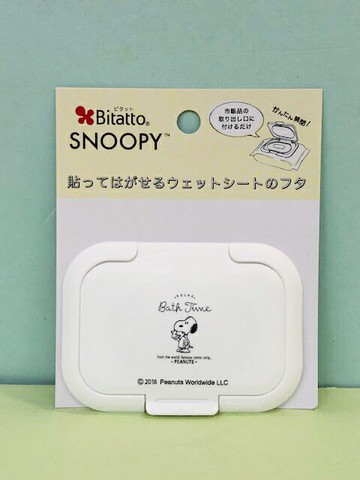 ビタット
Bitatto®
SNOOPY™
市販品の
取り出し口に
付けるだけ
かんたん開閉!
貼ってはがせるウェットシートのフタ
RELAX
Bath Time
from the world famous comic strip,
-PEANUTS-
© 2018 Peanuts Worldwide LLC